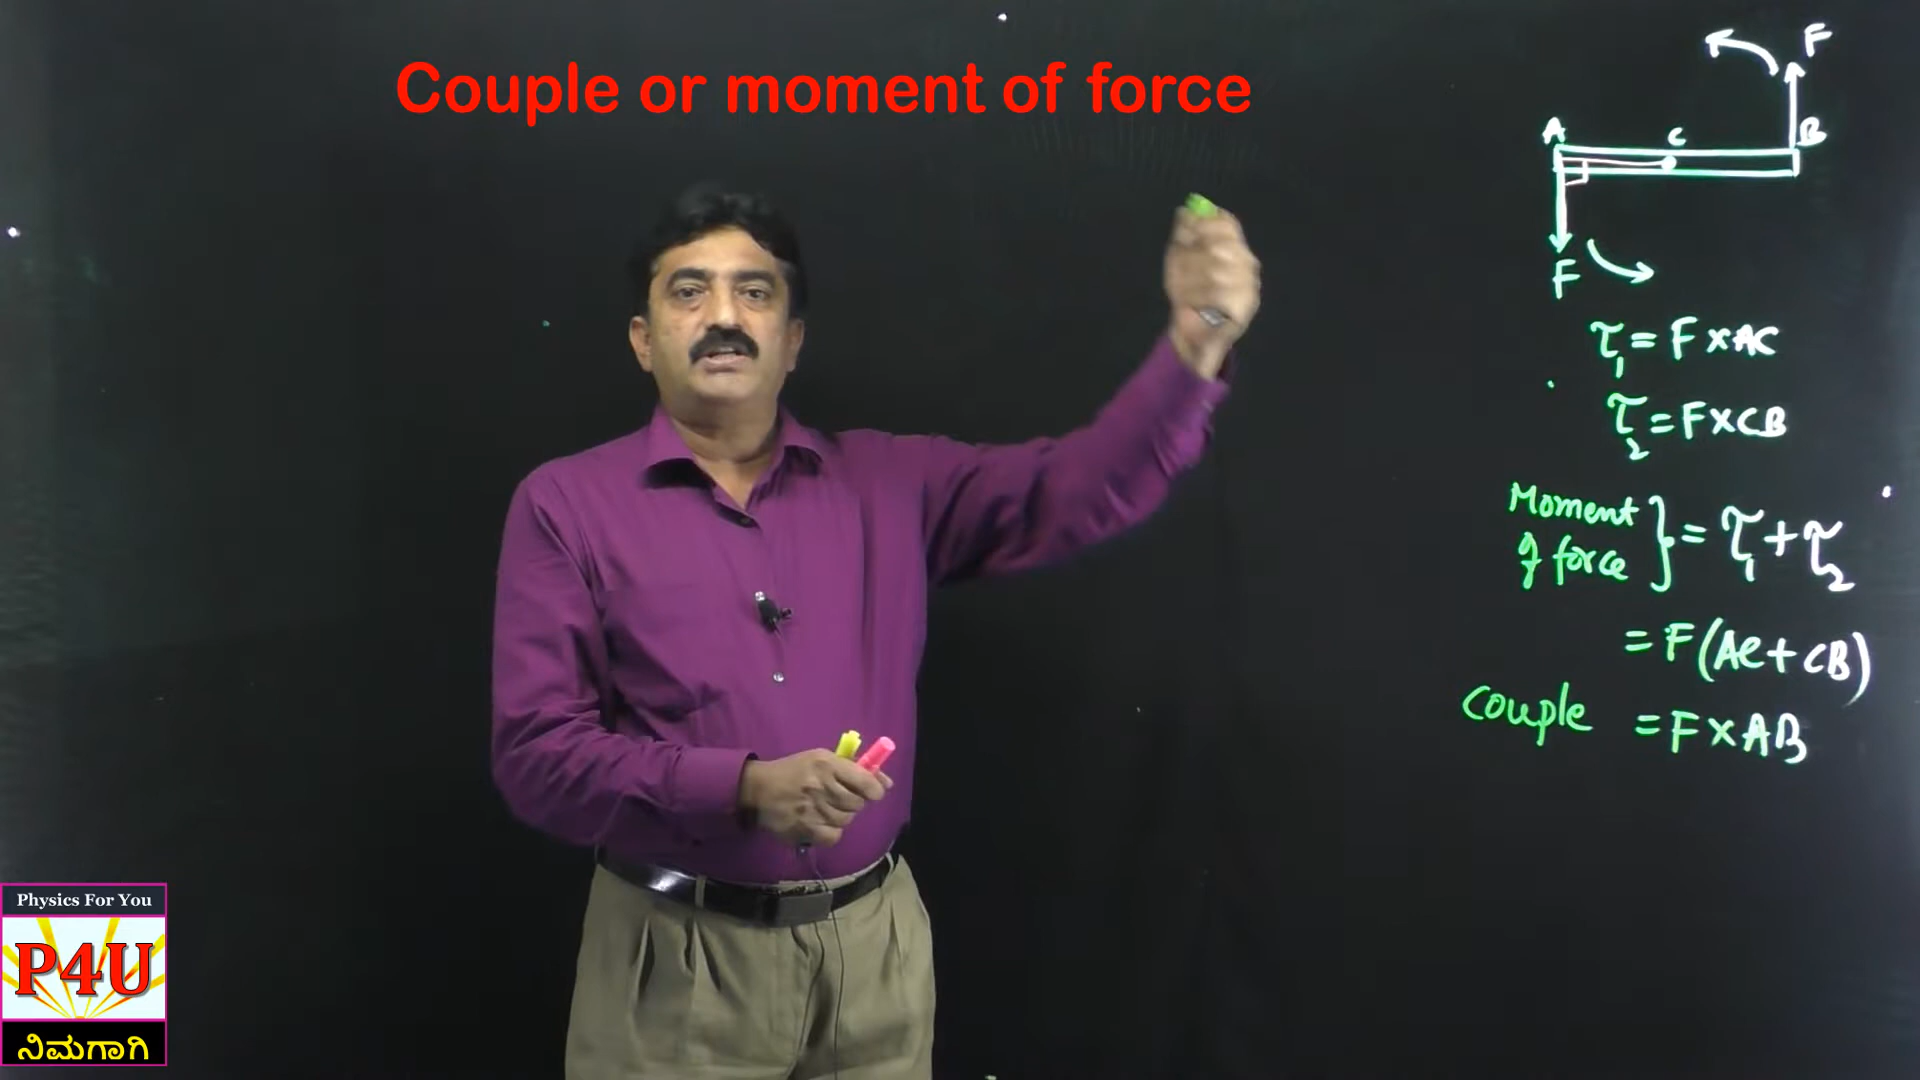 Couple or moment of force
F
A C B
F
τ₁ = F × AC
τ₂ = F × CB
Moment
of force } = τ₁ + τ₂
= F (AC + CB)
couple = F × AB
Physics For You
P4U
ನಿಮಗಾಗಿ